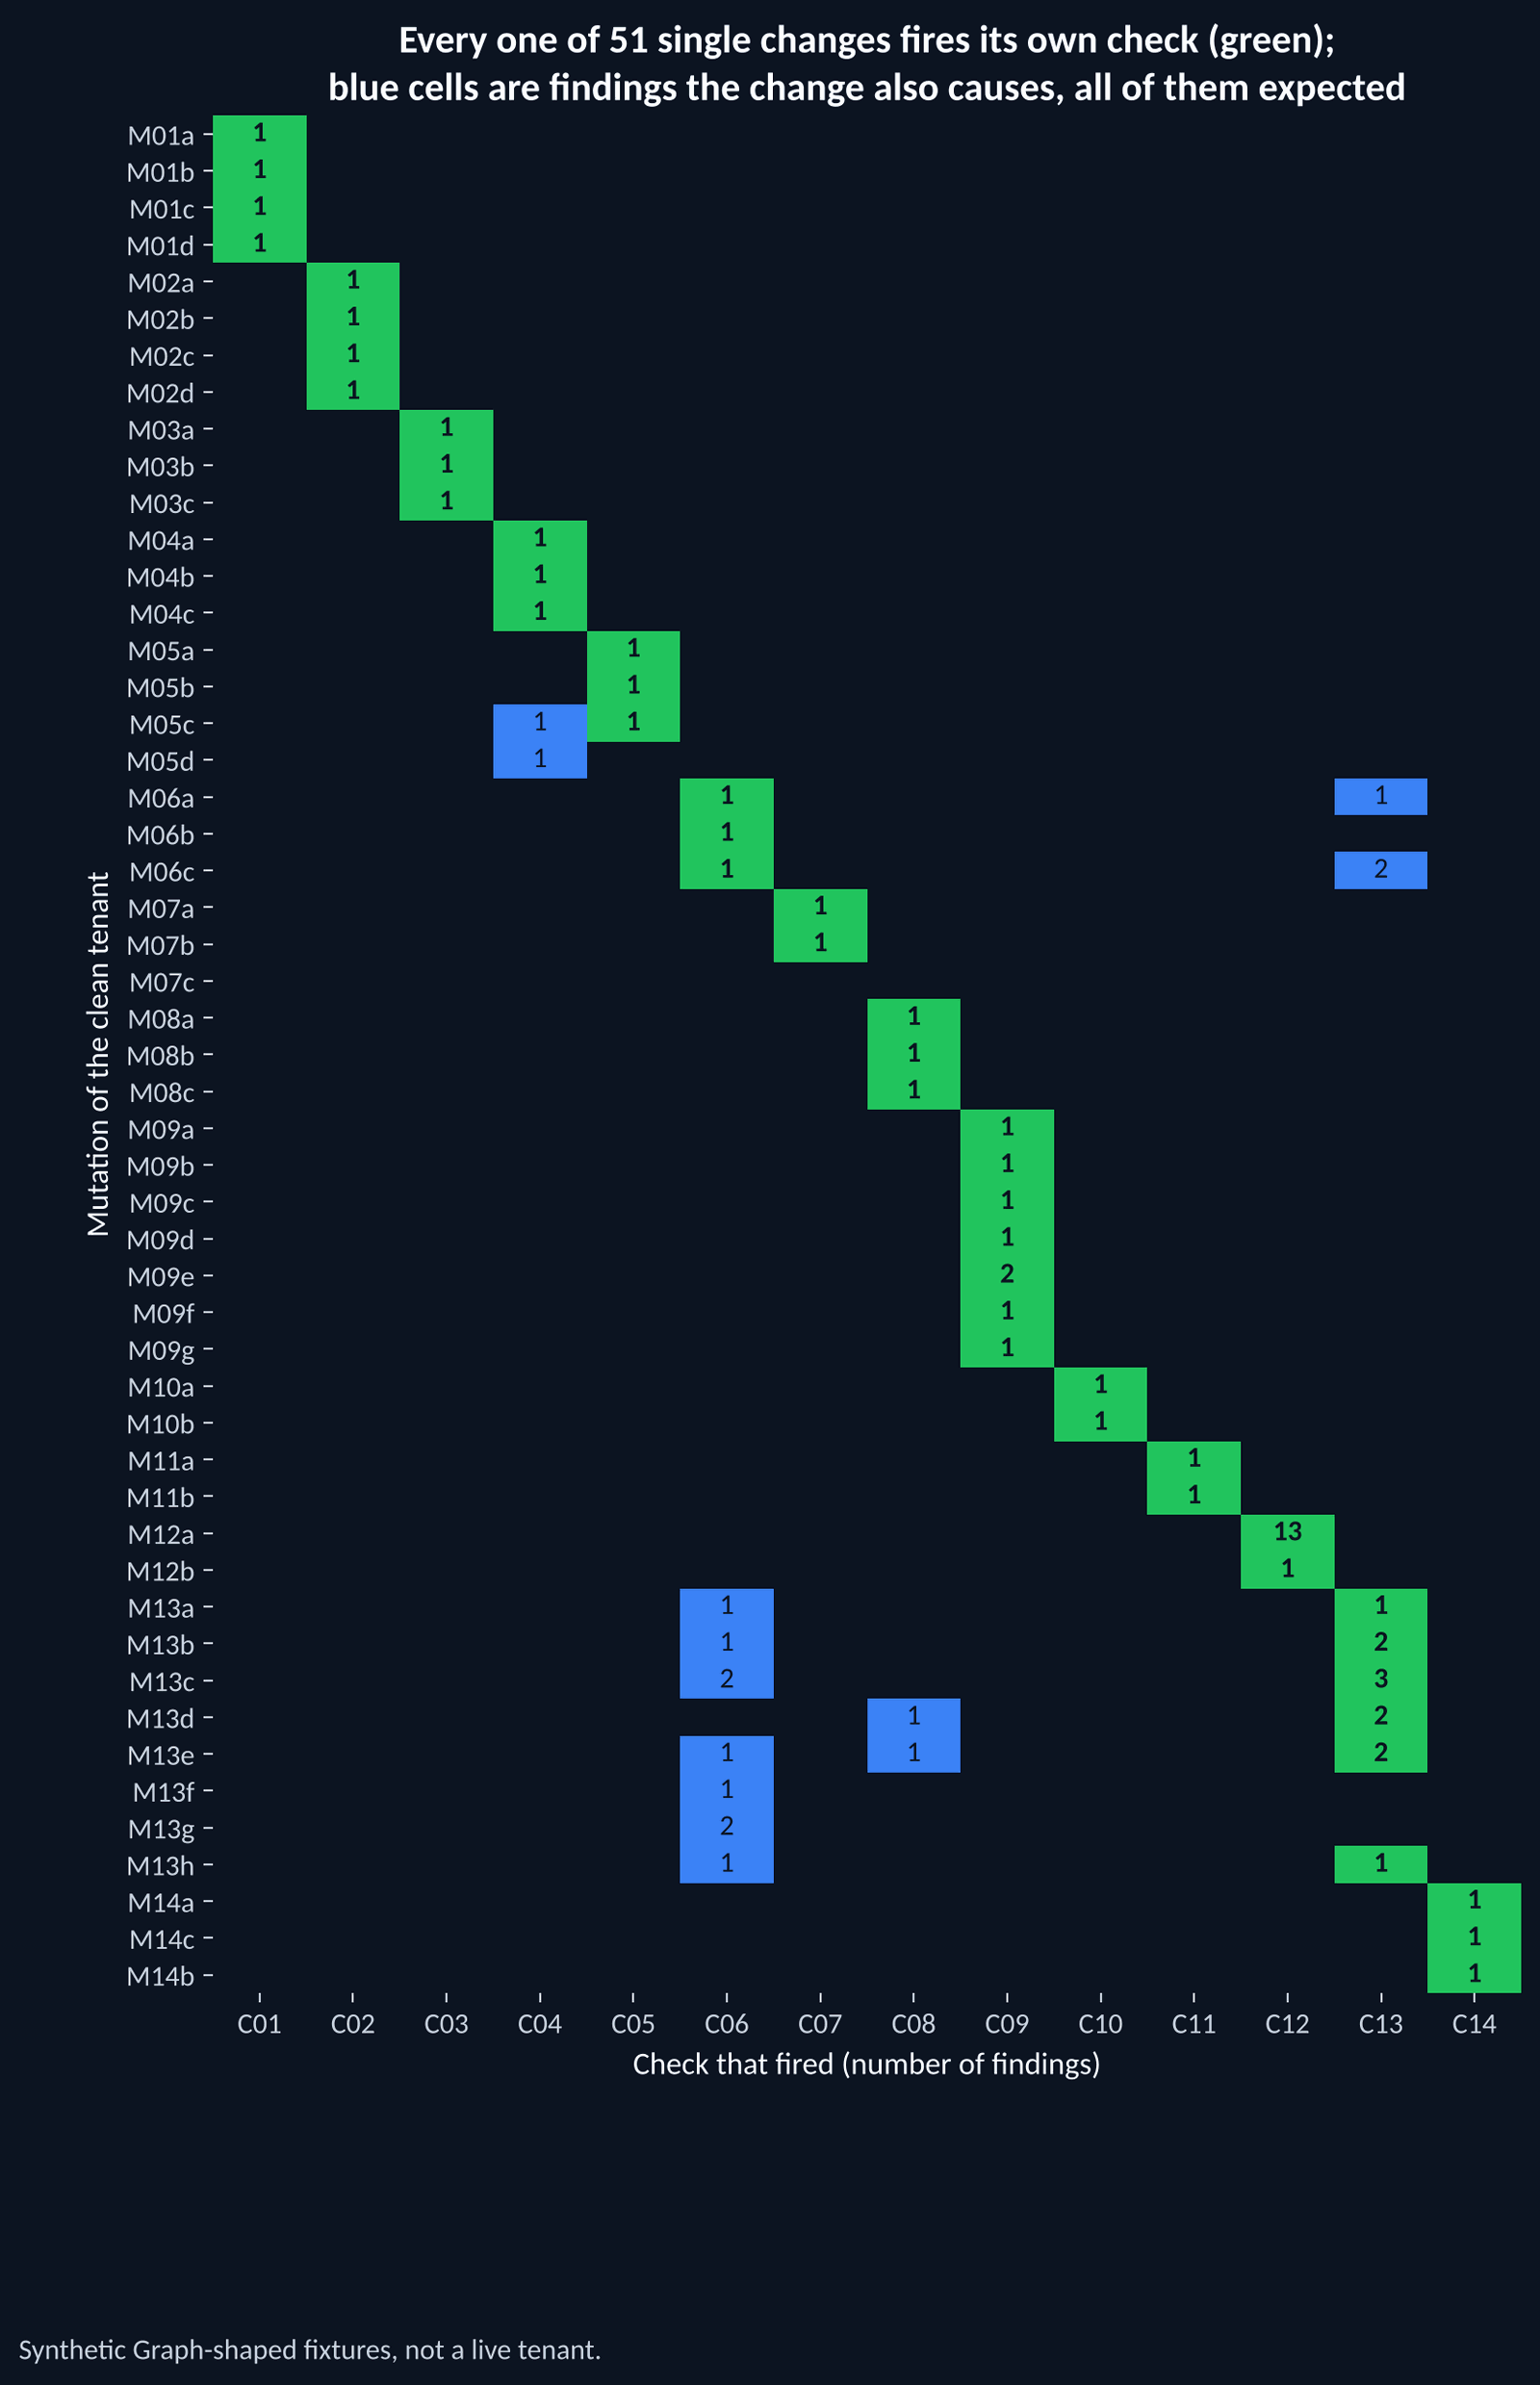 Every one of 51 single changes fires its own check (green);
blue cells are findings the change also causes, all of them expected
Mutation of the clean tenant
M01a 1
M01b 1
M01c 1
M01d 1
M02a 1
M02b 1
M02c 1
M02d 1
M03a 1
M03b 1
M03c 1
M04a 1
M04b 1
M04c 1
M05a 1
M05b 1
M05c 1 1
M05d 1
M06a 1 1
M06b 1
M06c 1 2
M07a 1
M07b 1
M07c
M08a 1
M08b 1
M08c 1
M09a 1
M09b 1
M09c 1
M09d 1
M09e 2
M09f 1
M09g 1
M10a 1
M10b 1
M11a 1
M11b 1
M12a 13
M12b 1
M13a 1 1
M13b 1 2
M13c 2 3
M13d 1 2
M13e 1 1 2
M13f 1
M13g 2
M13h 1 1
M14a 1
M14c 1
M14b 1
C01 C02 C03 C04 C05 C06 C07 C08 C09 C10 C11 C12 C13 C14
Check that fired (number of findings)
Synthetic Graph-shaped fixtures, not a live tenant.